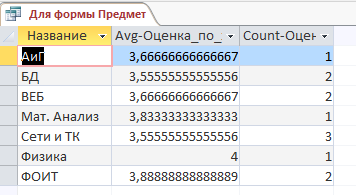 Для формы Предмет
Название Avg-Оценка_по_ Count-Оцен
АиГ 3,66666666666667 1
БД 3,55555555555556 2
ВЕБ 3,66666666666667 2
Мат. Анализ 3,83333333333333 1
Сети и ТК 3,55555555555556 3
Физика 4 1
ФОИТ 3,88888888888889 2